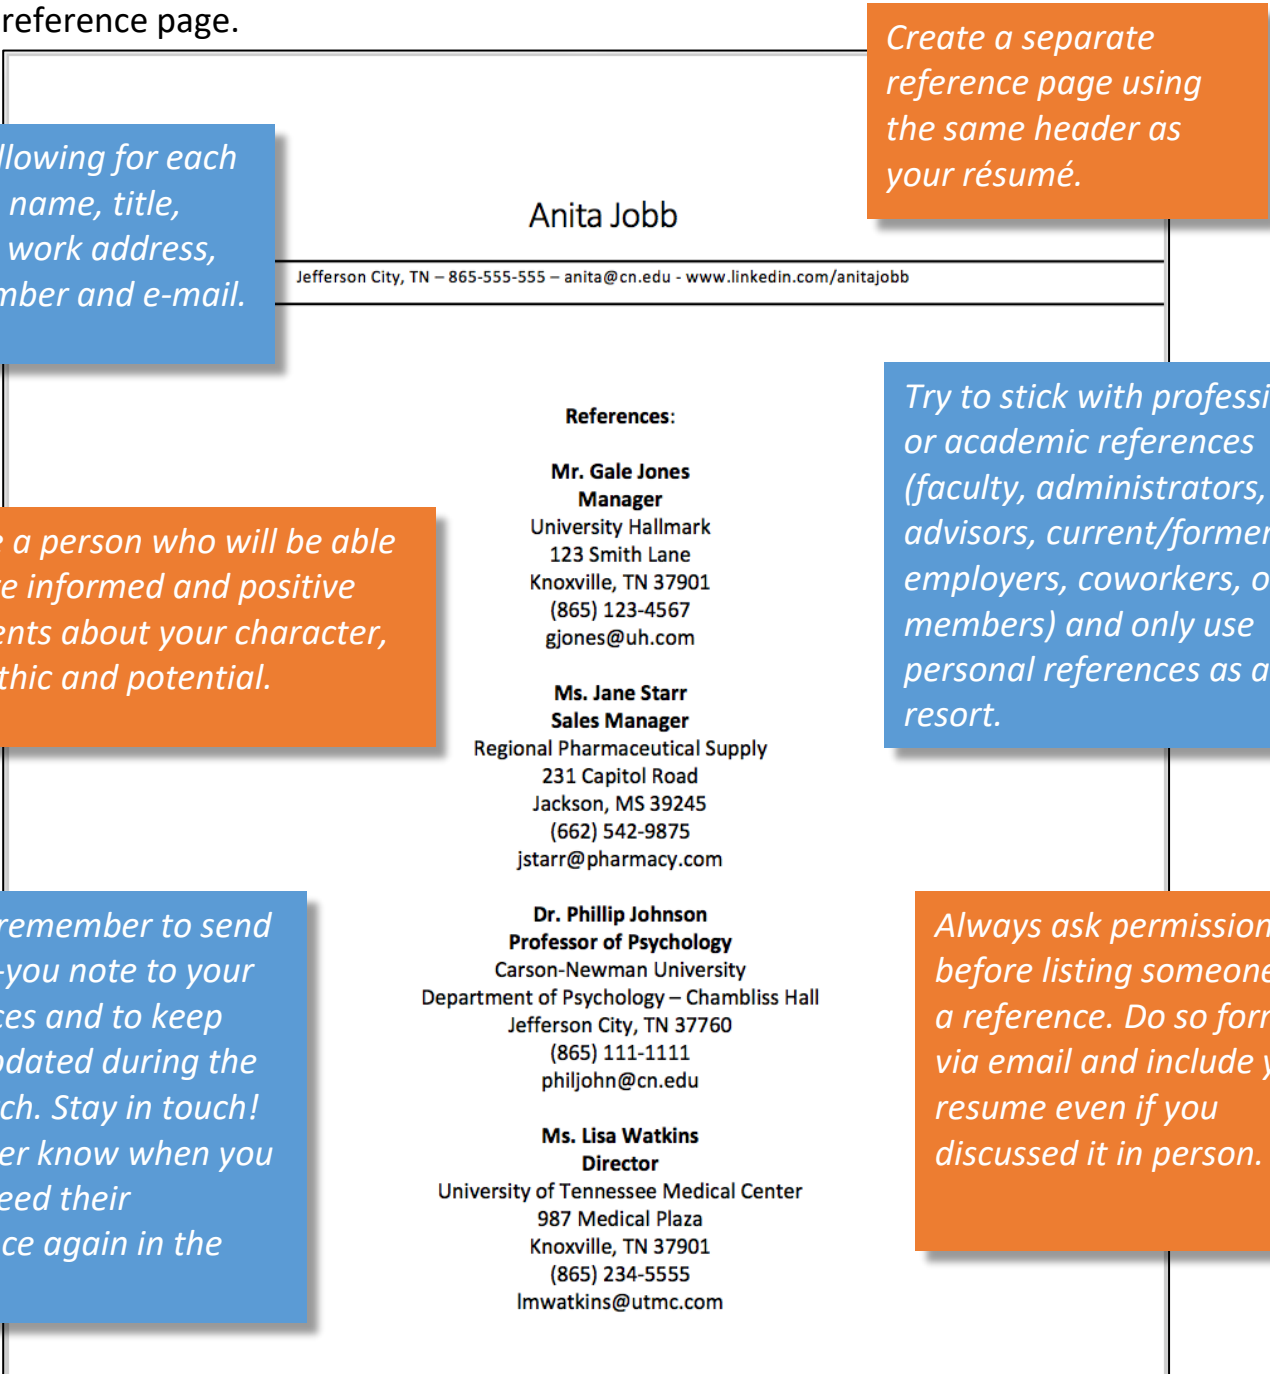 reference page.
Create a separate
reference page using
the same header as
your résumé.
llowing for each
name, title,
work address,
mber and e-mail.
Anita Jobb
Jefferson City, TN – 865-555-555 – anita@cn.edu - www.linkedin.com/anitajobb
References:
Mr. Gale Jones
Manager
University Hallmark
123 Smith Lane
Knoxville, TN 37901
(865) 123-4567
gjones@uh.com
Try to stick with professi
or academic references
(faculty, administrators,
advisors, current/former
employers, coworkers, o
members) and only use
personal references as a
resort.
e a person who will be able
e informed and positive
ents about your character,
thic and potential.
Ms. Jane Starr
Sales Manager
Regional Pharmaceutical Supply
231 Capitol Road
Jackson, MS 39245
(662) 542-9875
jstarr@pharmacy.com
remember to send
-you note to your
ces and to keep
pdated during the
ch. Stay in touch!
er know when you
eed their
ce again in the
Dr. Phillip Johnson
Professor of Psychology
Carson-Newman University
Department of Psychology – Chambliss Hall
Jefferson City, TN 37760
(865) 111-1111
philjohn@cn.edu
Always ask permission
before listing someone
a reference. Do so form
via email and include y
resume even if you
discussed it in person.
Ms. Lisa Watkins
Director
University of Tennessee Medical Center
987 Medical Plaza
Knoxville, TN 37901
(865) 234-5555
lmwatkins@utmc.com